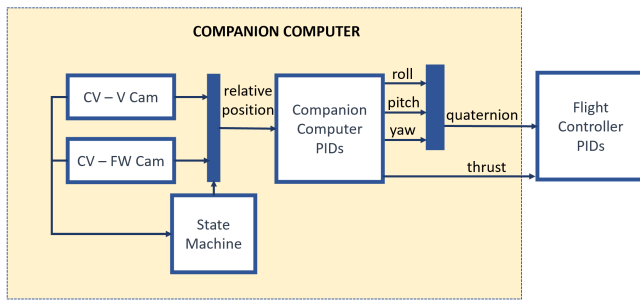 COMPANION COMPUTER
CV – V Cam
CV – FW Cam
State
Machine
relative
position
Companion
Computer
PIDs
roll
pitch
yaw
quaternion
thrust
Flight
Controller
PIDs